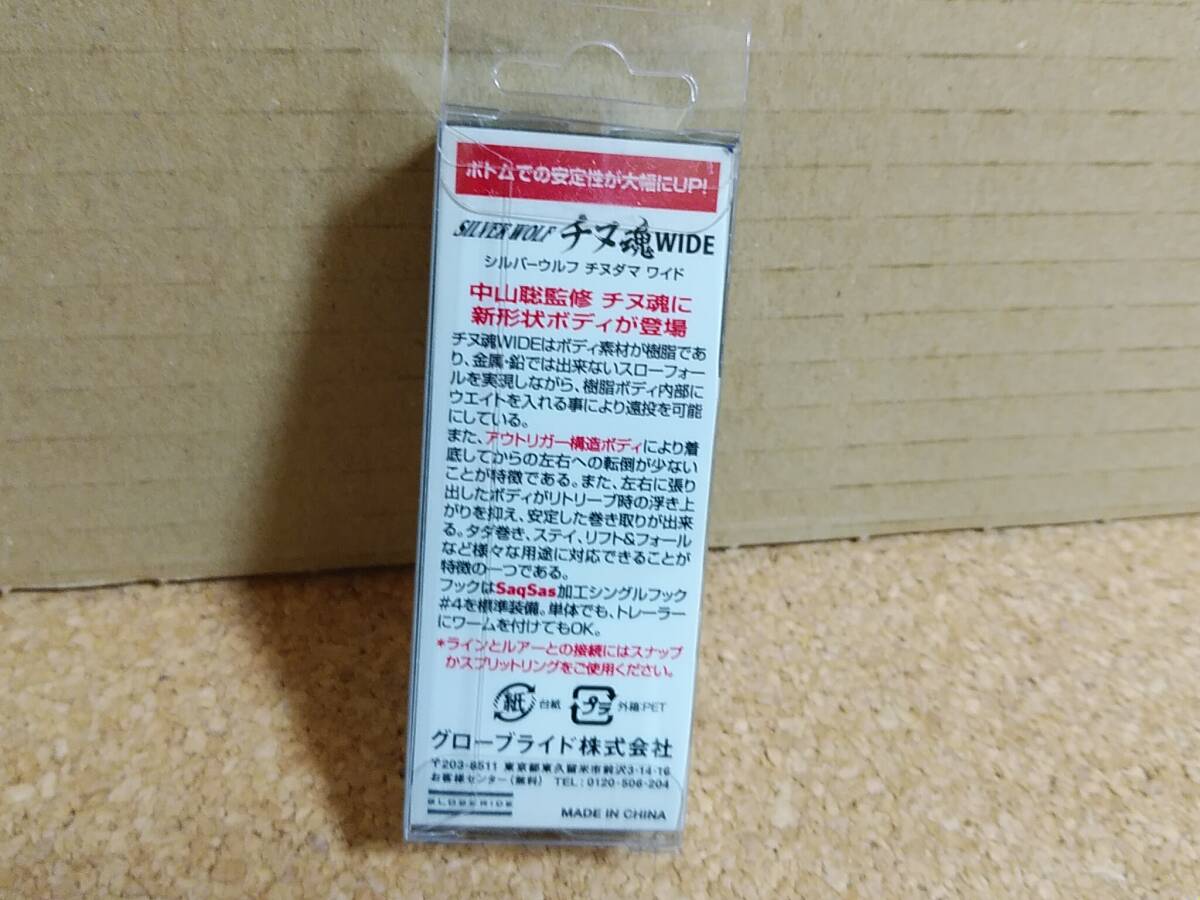 ボトムでの安定性が大幅にUP!
SILVER WOLF チヌ魂WIDE
シルバーウルフ チヌダマ ワイド
中山聡監修 チヌ魂に
新形状ボディが登場
チヌ魂WIDEはボディ素材が樹脂であ
り、金属・鉛では出来ないスローフォー
ルを実現しながら、樹脂ボディ内部に
ウエイトを入れる事により遠投を可能
にしている。
また、アウトリガー構造ボディにより着
底してからの左右への転倒が少ない
ことが特徴である。また、左右に張り
出したボディがリトリーブ時の浮き上
がりを抑え、安定した巻き取りが出来
る。タダ巻き、ステイ、リフト&フォール
など様々な用途に対応できることが
特徴の一つである。
フックはSaqSas加工シングルフック
#4を標準装備。単体でも、トレーラー
にワームを付けてもOK。
*ラインとルアーとの接続にはスナップ
かスプリットリングをご使用ください。
紙 台紙 プラ 外箱:PET
グローブライド株式会社
〒203-8511 東京都東久留米市前沢3-14-16
お客様センター(無料) TEL:0120-506-204
GLOBERIDE
MADE IN CHINA